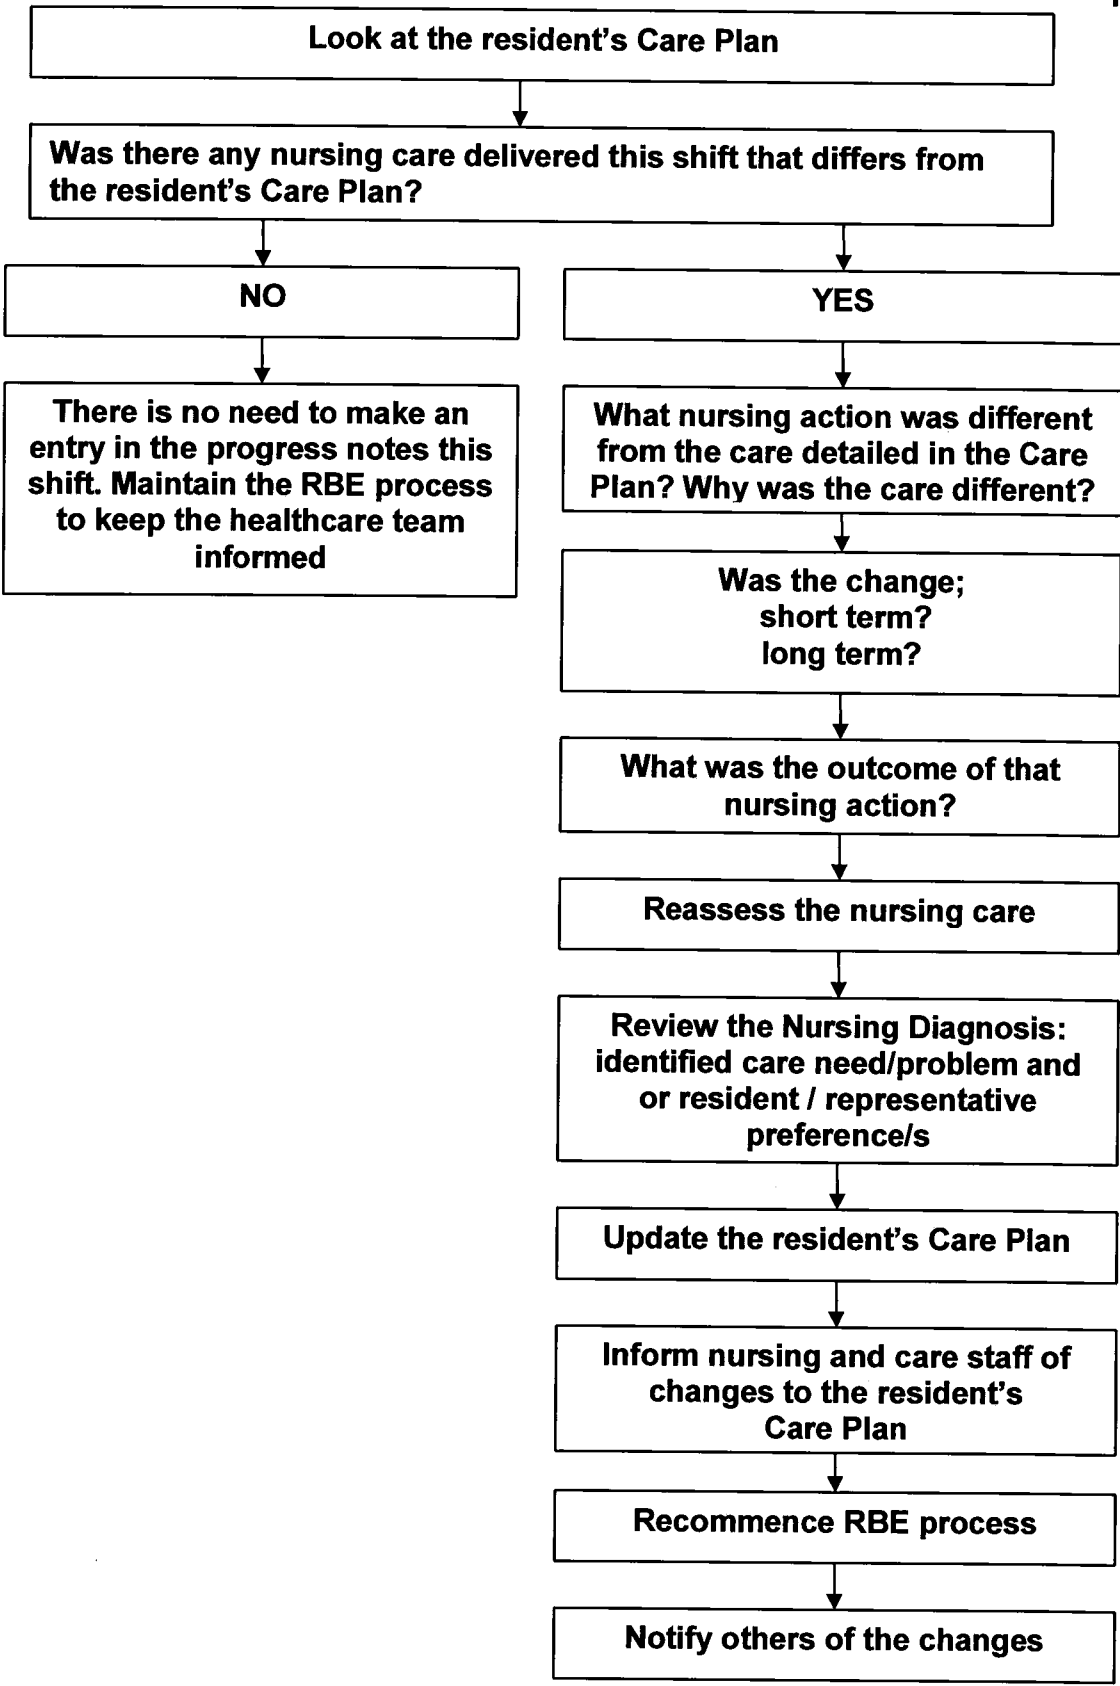 Look at the resident's Care Plan
Was there any nursing care delivered this shift that differs from
the resident's Care Plan?
NO
YES
There is no need to make an
entry in the progress notes this
shift. Maintain the RBE process
to keep the healthcare team
informed
What nursing action was different
from the care detailed in the Care
Plan? Why was the care different?
Was the change;
short term?
long term?
What was the outcome of that
nursing action?
Reassess the nursing care
Review the Nursing Diagnosis:
identified care need/problem and
or resident / representative
preference/s
Update the resident's Care Plan
Inform nursing and care staff of
changes to the resident's
Care Plan
Recommence RBE process
Notify others of the changes